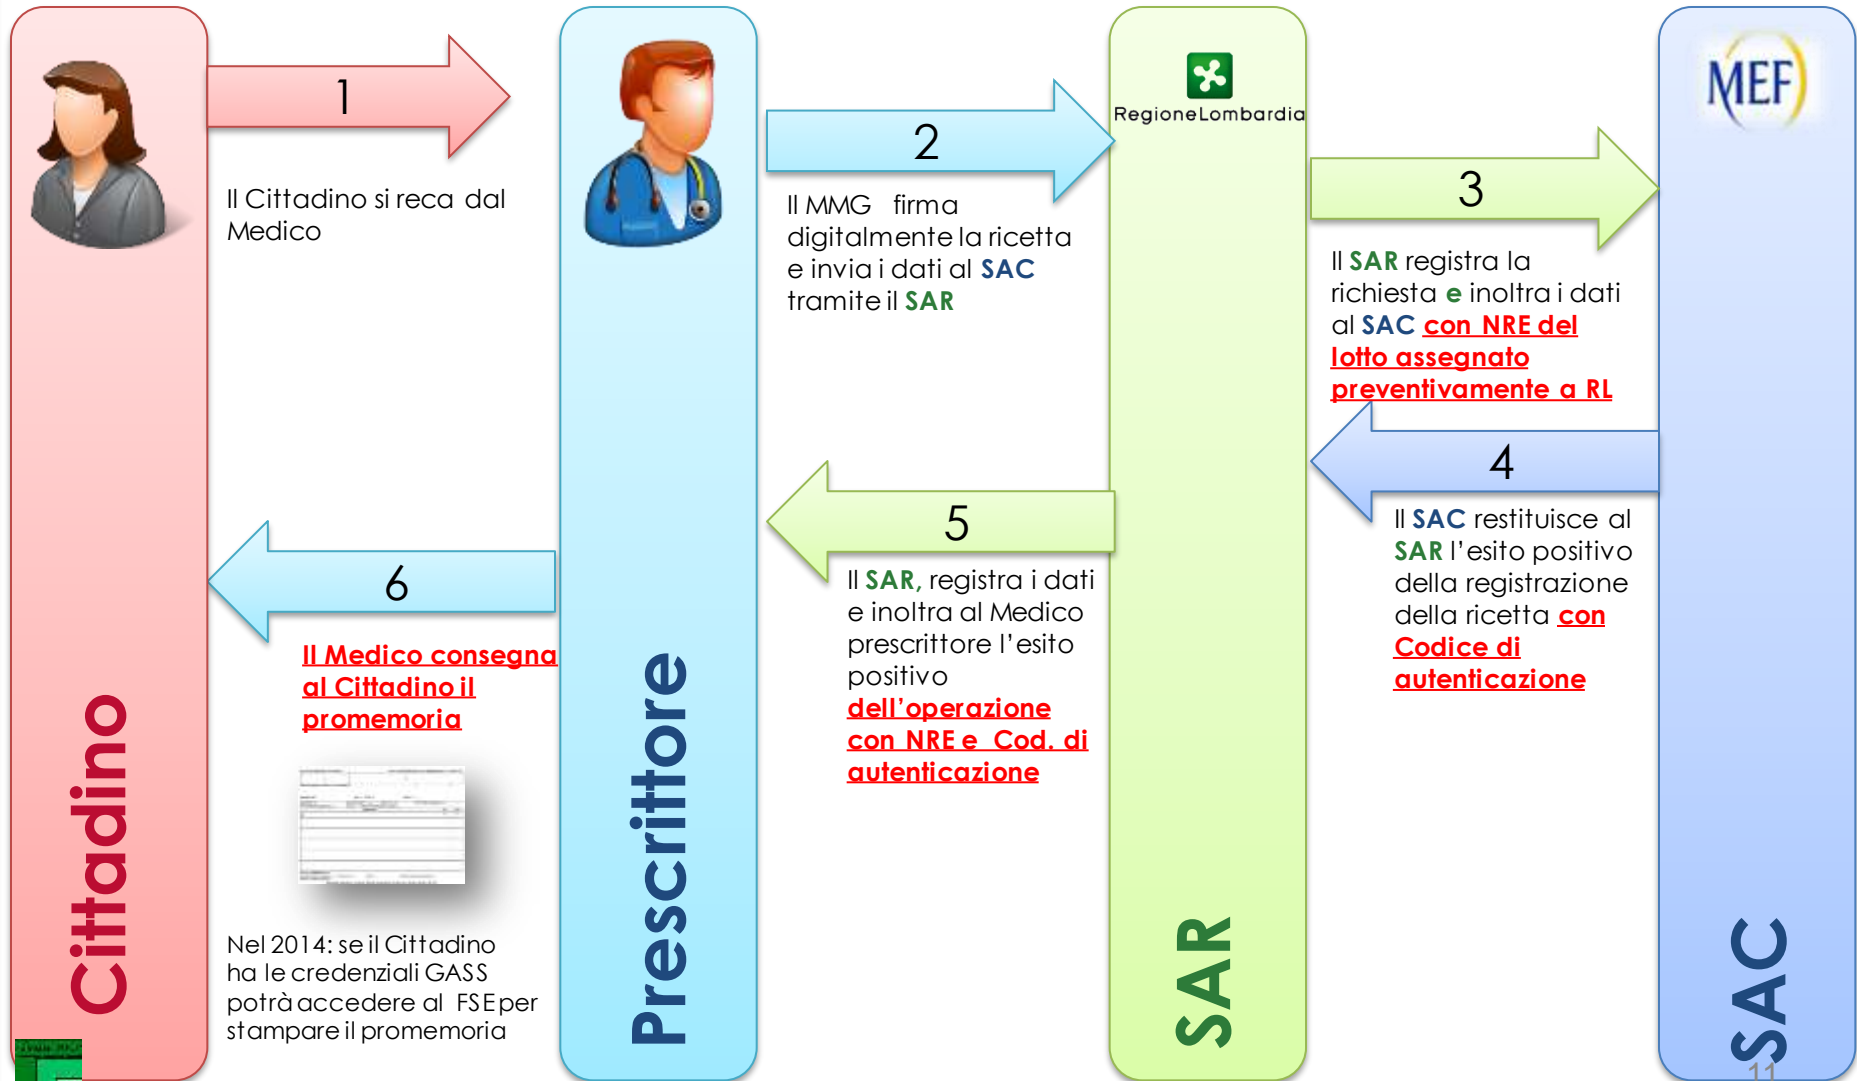 1
Il Cittadino si reca dal
Medico
2
Il MMG firma
digitalmente la ricetta
e invia i dati al SAC
tramite il SAR
RegioneLombardia
3
Il SAR registra la
richiesta e inoltra i dati
al SAC con NRE del
lotto assegnato
preventivamente a RL
MEF
4
Il SAC restituisce al
SAR l'esito positivo
della registrazione
della ricetta con
Codice di
autenticazione
5
Il SAR, registra i dati
e inoltra al Medico
prescrittore l'esito
positivo
dell'operazione
con NRE e Cod. di
autenticazione
6
Il Medico consegna
al Cittadino il
promemoria
Nel 2014: se il Cittadino
ha le credenziali GASS
potrà accedere al FSE per
stampare il promemoria
Cittadino
Prescrittore
SAR
SAC
11